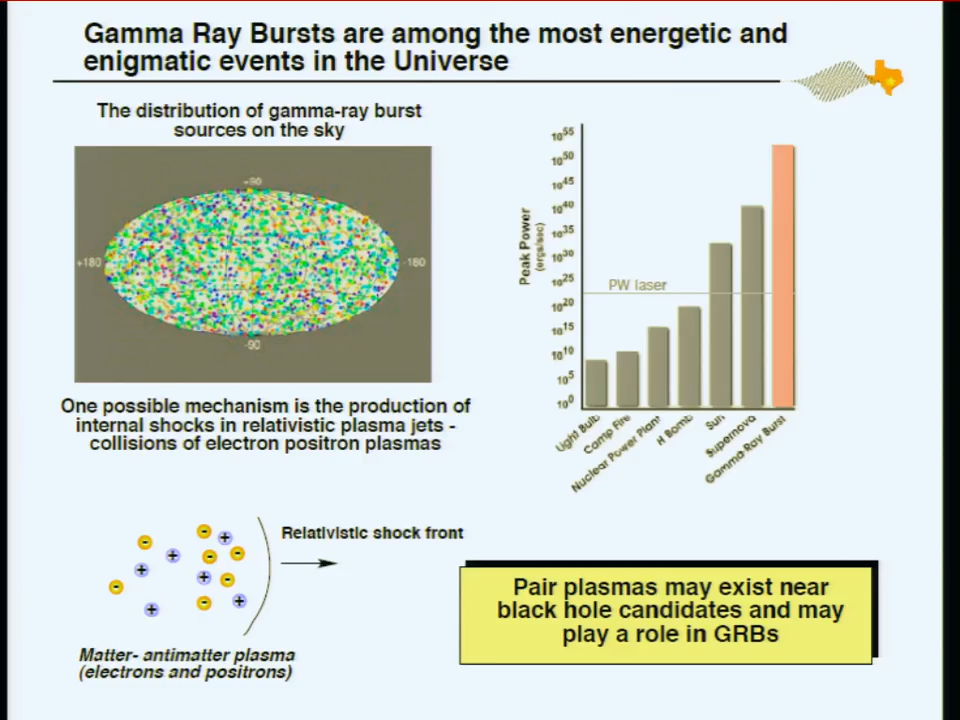 Gamma Ray Bursts are among the most energetic and
enigmatic events in the Universe
The distribution of gamma-ray burst
sources on the sky
+90
+180
-180
-90
One possible mechanism is the production of
internal shocks in relativistic plasma jets -
collisions of electron positron plasmas
Peak Power
(ergs/sec)
10^55
10^50
10^45
10^40
10^35
10^30
10^25
10^20
10^15
10^10
10^5
10^0
PW laser
Light Bulb
Camp Fire
Nuclear Power Plant
H Bomb
Sun
Supernova
Gamma-Ray Burst
Relativistic shock front
Matter- antimatter plasma
(electrons and positrons)
Pair plasmas may exist near
black hole candidates and may
play a role in GRBs